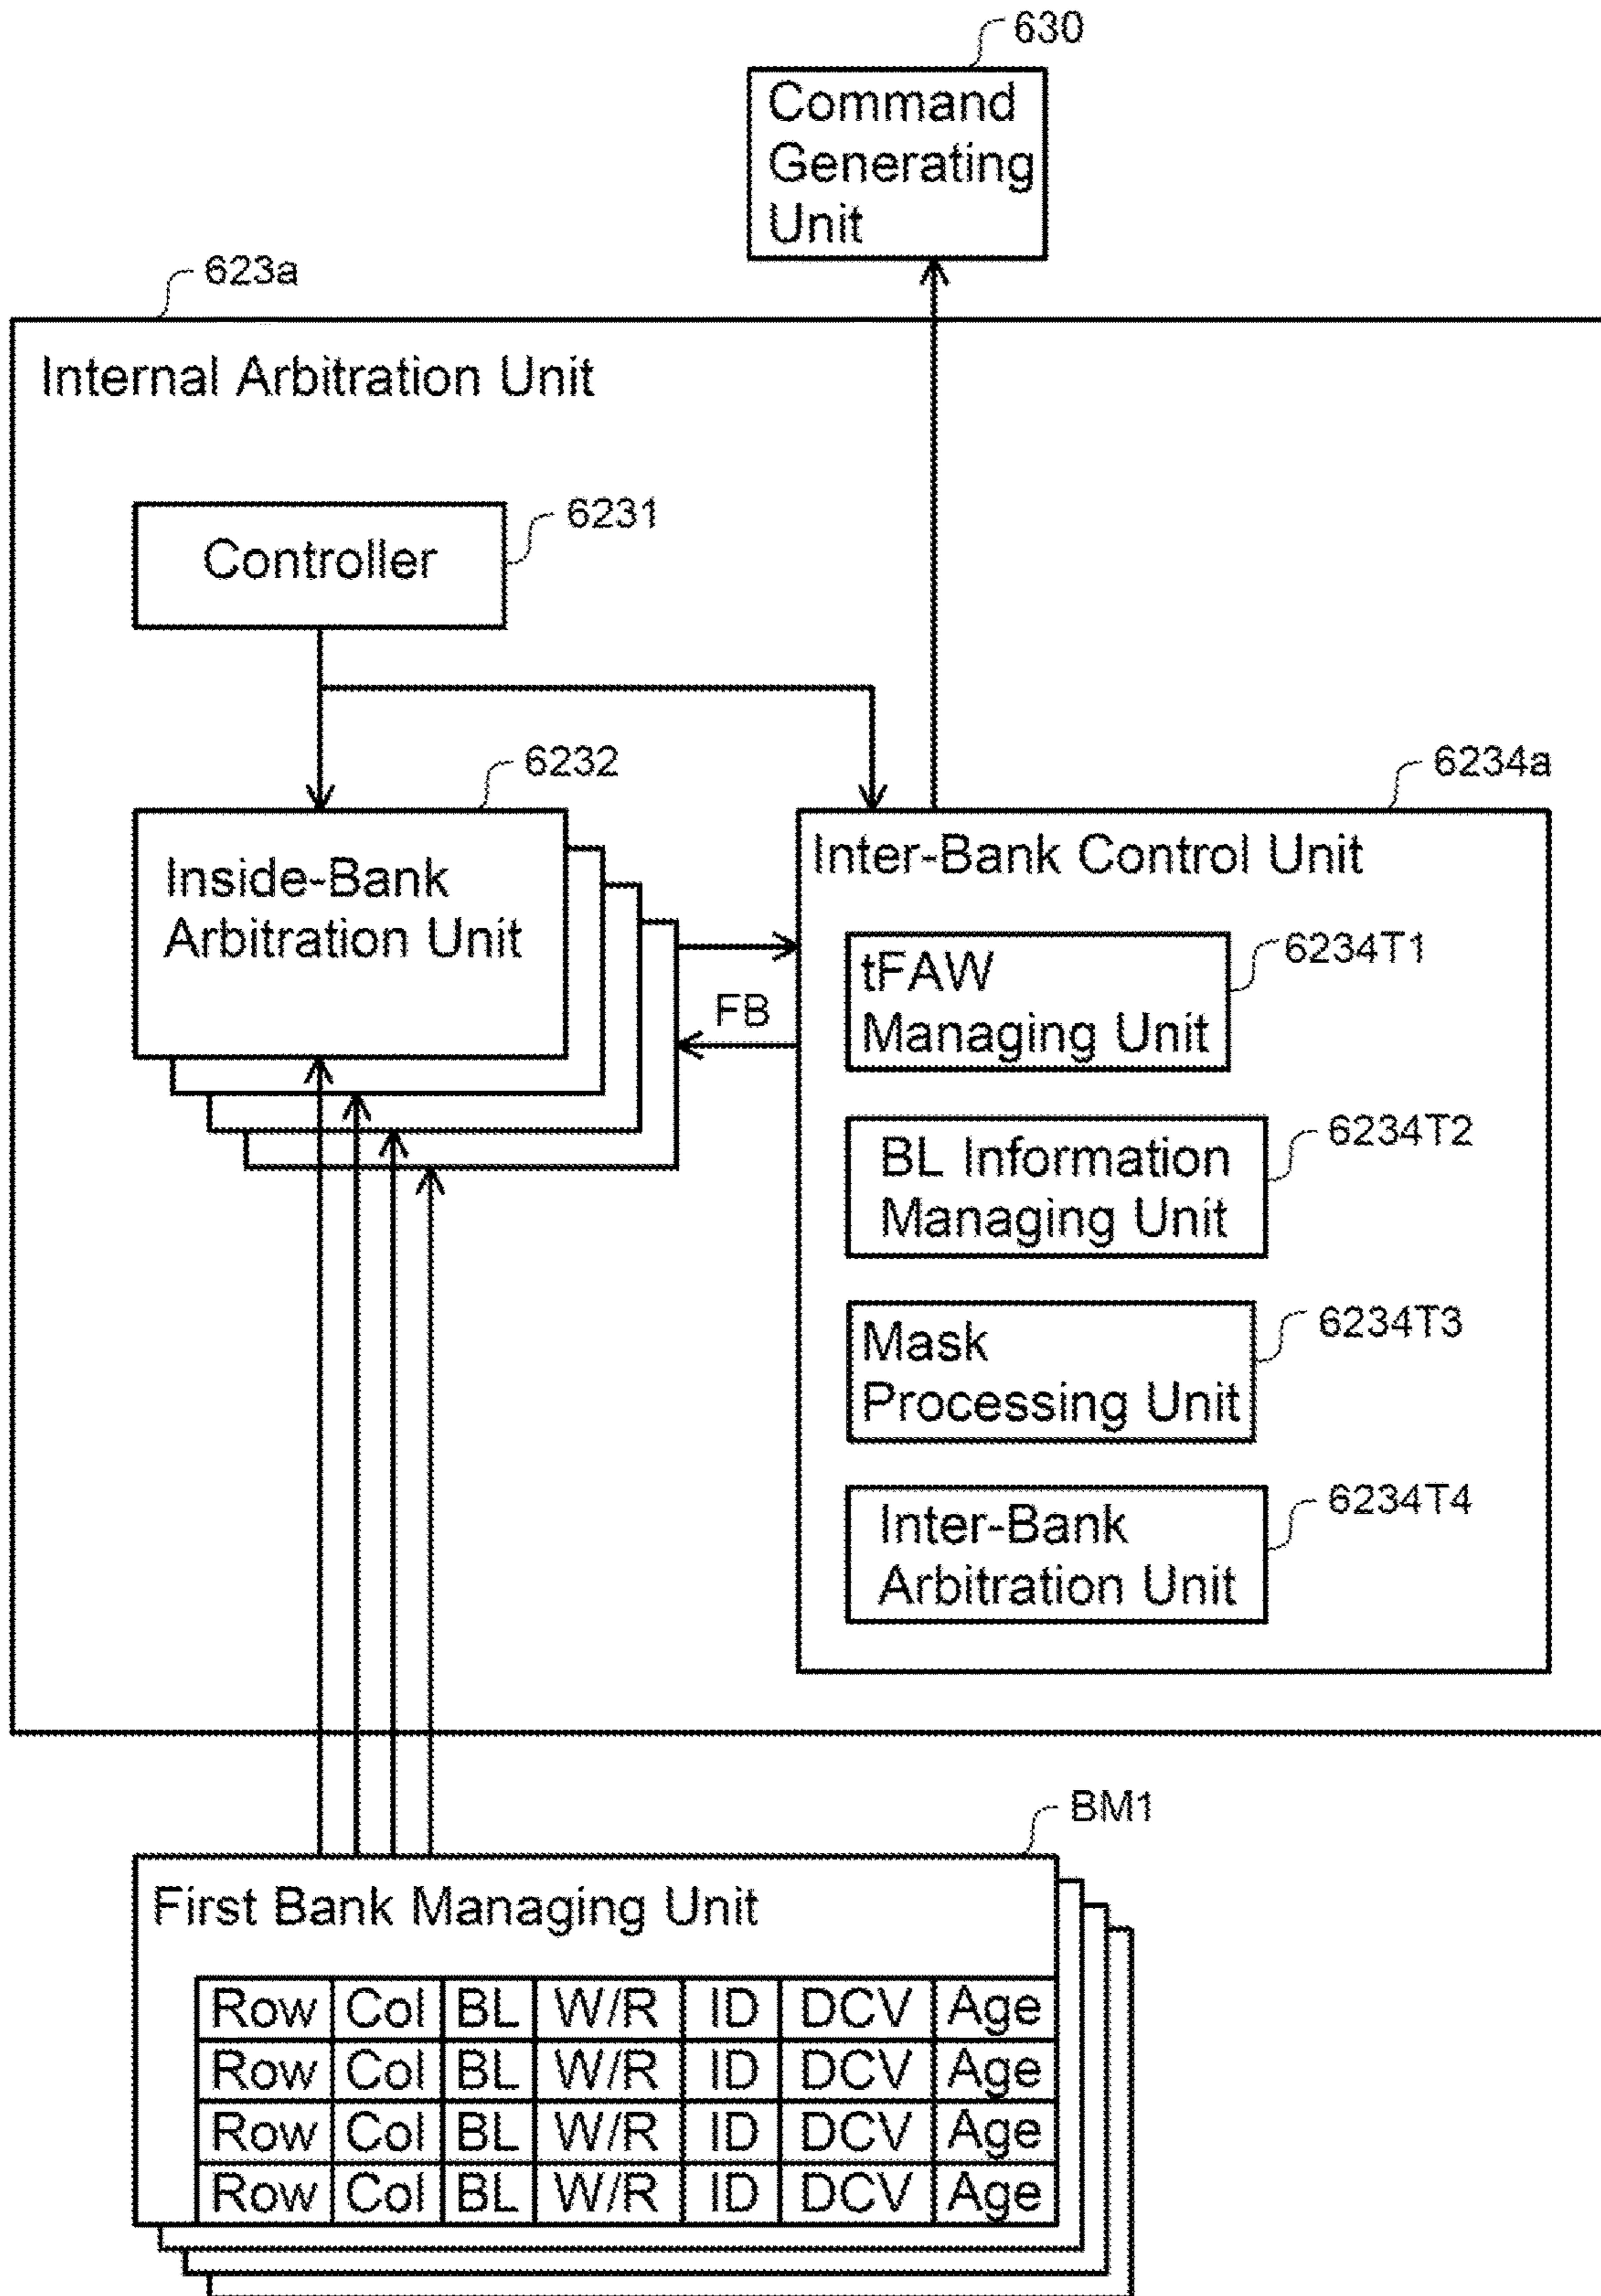 630
Command
Generating
Unit
623a
Internal Arbitration Unit
6231
Controller
6232
6234a
Inside-Bank
Arbitration Unit
Inter-Bank Control Unit
6234T1
tFAW
Managing Unit
FB
6234T2
BL Information
Managing Unit
6234T3
Mask
Processing Unit
6234T4
Inter-Bank
Arbitration Unit
BM1
First Bank Managing Unit
Row Col BL W/R ID DCV Age
Row Col BL W/R ID DCV Age
Row Col BL W/R ID DCV Age
Row Col BL W/R ID DCV Age